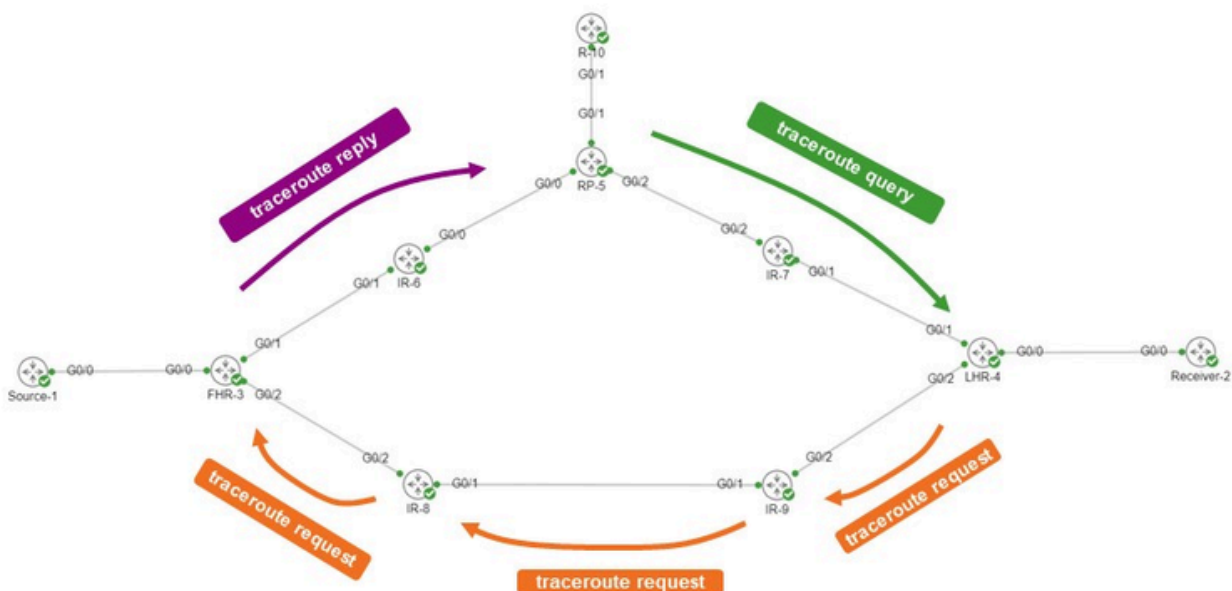 R-10
G0/1
G0/1
traceroute reply
traceroute query
G0/0
RP-5
G0/2
G0/0
G0/2
G0/1
IR-6
IR-7
G0/1
G0/1
G0/1
G0/0
G0/0
G0/0
G0/0
Source-1
FHR-3
G0/2
G0/2
LHR-4
Receiver-2
G0/2
G0/2
traceroute request
G0/1
G0/1
IR-8
IR-9
traceroute request
traceroute request